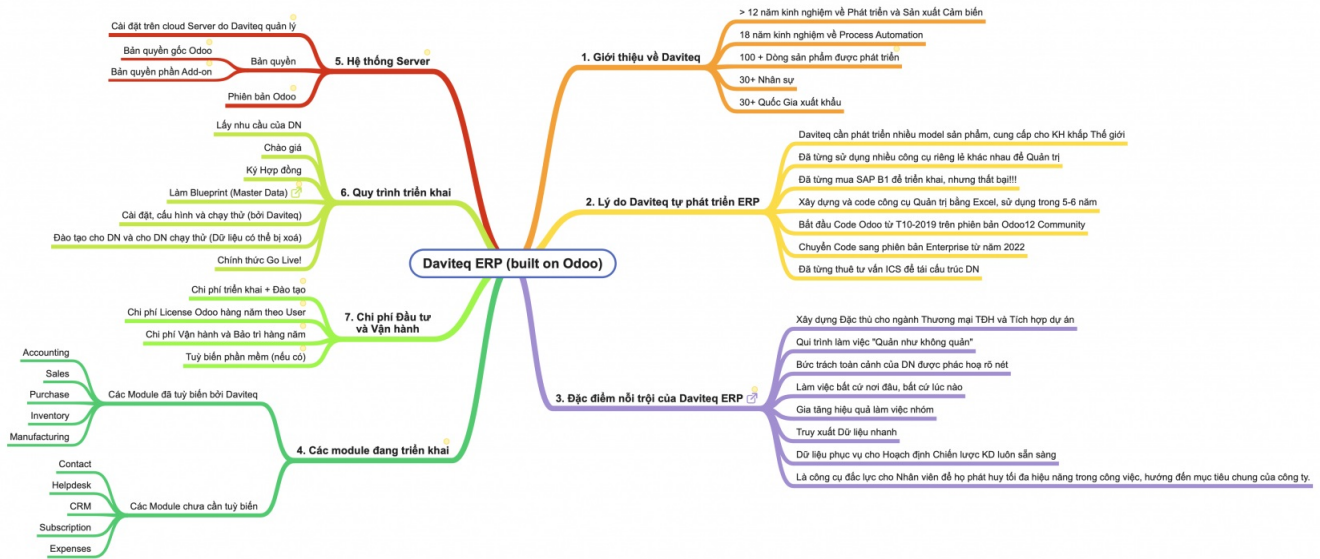 Daviteq ERP (built on Odoo)
1. Giới thiệu về Daviteq
> 12 năm kinh nghiệm về Phát triển và Sản xuất Cảm biến
18 năm kinh nghiệm về Process Automation
100 + Dòng sản phẩm được phát triển
30+ Nhân sự
30+ Quốc Gia xuất khẩu
2. Lý do Daviteq tự phát triển ERP
Daviteq cần phát triển nhiều model sản phẩm, cung cấp cho KH khắp Thế giới
Đã từng sử dụng nhiều công cụ riêng lẻ khác nhau để Quản trị
Đã từng mua SAP B1 để triển khai, nhưng thất bại!!!
Xây dựng và code công cụ Quản trị bằng Excel, sử dụng trong 5-6 năm
Bắt đầu Code Odoo từ T10-2019 trên phiên bản Odoo12 Community
Chuyển Code sang phiên bản Enterprise từ năm 2022
Đã từng thuê tư vấn ICS để tái cấu trúc DN
3. Đặc điểm nỗi trội của Daviteq ERP
Xây dựng Đặc thù cho ngành Thương mại TĐH và Tích hợp dự án
Qui trình làm việc "Quản như không quản"
Bức trách toàn cảnh của DN được phác hoạ rõ nét
Làm việc bất cứ nơi đâu, bất cứ lúc nào
Gia tăng hiệu quả làm việc nhóm
Truy xuất Dữ liệu nhanh
Dữ liệu phục vụ cho Hoạch định Chiến lược KD luôn sẵn sàng
Là công cụ đắc lực cho Nhân viên để họ phát huy tối đa hiệu năng trong công việc, hướng đến mục tiêu chung của công ty.
4. Các module đang triển khai
Các Module đã tuỳ biến bởi Daviteq
Accounting
Sales
Purchase
Inventory
Manufacturing
Các Module chưa cần tuỳ biến
Contact
Helpdesk
CRM
Subscription
Expenses
5. Hệ thống Server
Cài đặt trên cloud Server do Daviteq quản lý
Bản quyền
Bản quyền gốc Odoo
Bản quyền phần Add-on
Phiên bản Odoo
6. Quy trình triển khai
Lấy nhu cầu của DN
Chào giá
Ký Hợp đồng
Làm Blueprint (Master Data)
Cài đặt, cấu hình và chạy thử (bởi Daviteq)
Đào tạo cho DN và cho DN chạy thử (Dữ liệu có thể bị xoá)
Chính thức Go Live!
7. Chi phí Đầu tư
và Vận hành
Chi phí triển khai + Đào tạo
Chi phí License Odoo hàng năm theo User
Chi phí Vận hành và Bảo trì hàng năm
Tuỳ biến phần mềm (nếu có)